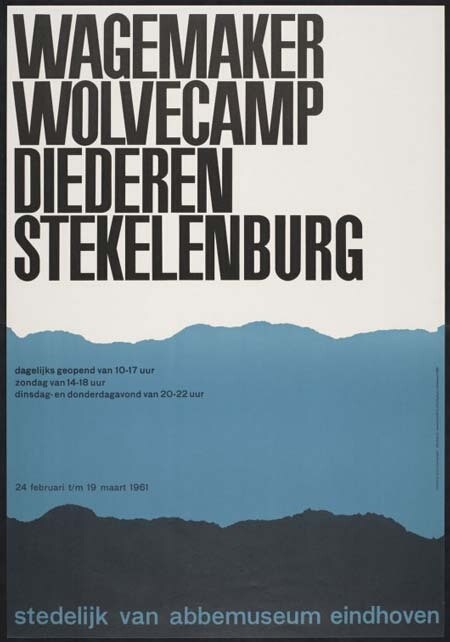 WAGEMAKER
WOLVECAMP
DIEDEREN
STEKELENBURG
dagelijks geopend van 10-17 uur
zondag van 14-18 uur
dinsdag- en donderdagavond van 20-22 uur
24 februari t/m 19 maart 1961
stedelijk van abbemuseum eindhoven